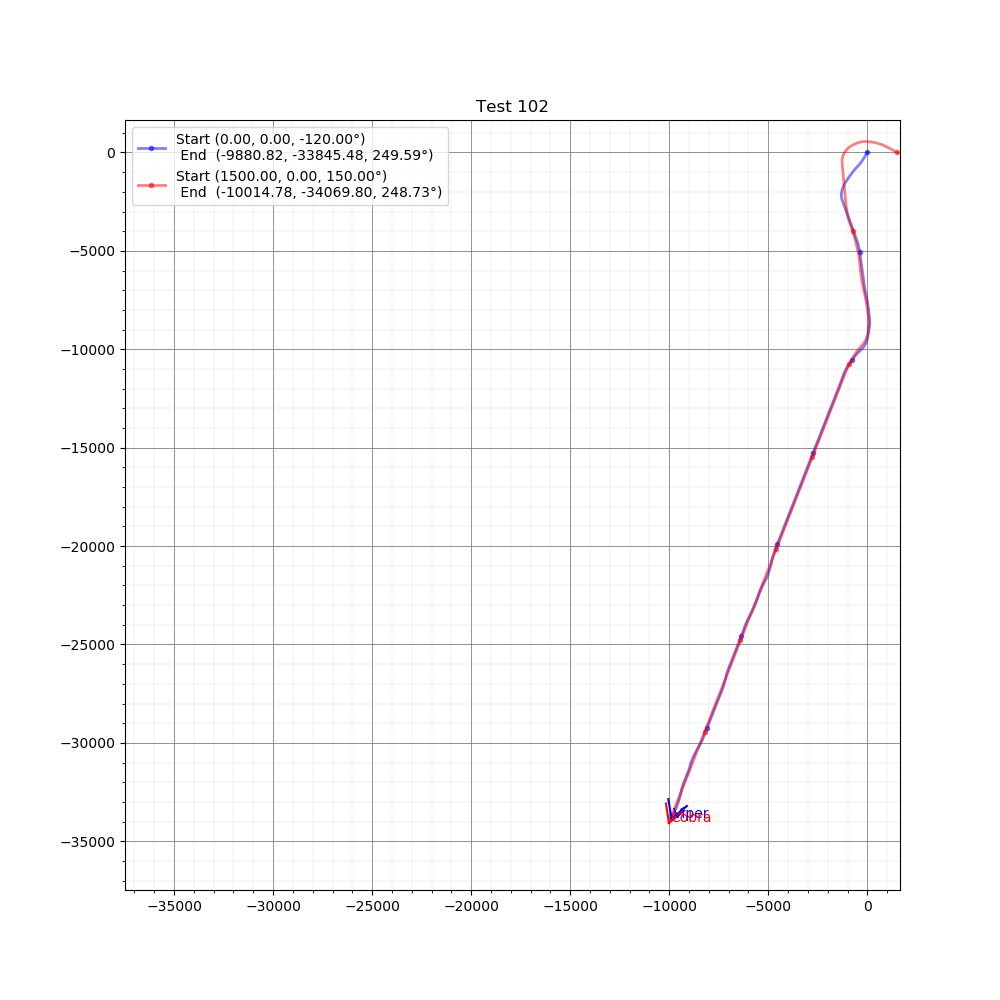 Test 102
Start (0.00, 0.00, -120.00°)
End (-9880.82, -33845.48, 249.59°)
Start (1500.00, 0.00, 150.00°)
End (-10014.78, -34069.80, 248.73°)
0
−5000
−10000
−15000
−20000
−25000
−30000
−35000
Viper
Cobra
−35000 −30000 −25000 −20000 −15000 −10000 −5000 0